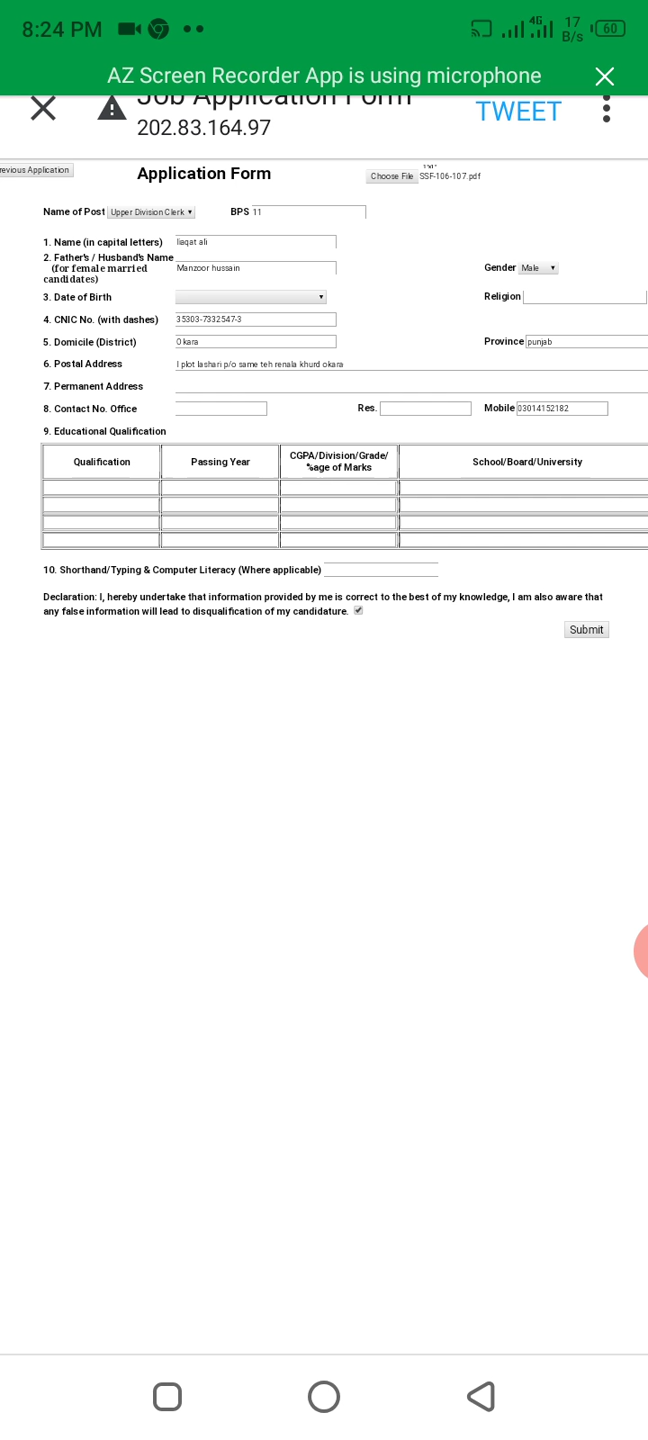 8:24 PM 4G 17 B/s 60
AZ Screen Recorder App is using microphone
Job Application Form
202.83.164.97
TWEET
revious Application
Application Form
Choose File SSF-106-107.pdf
Name of Post Upper Division Clerk BPS 11
1. Name (in capital letters) liaqat ali
2. Father's / Husband's Name
(for female married
candidates)
Manzoor hussain
Gender Male
3. Date of Birth Religion
4. CNIC No. (with dashes) 35303-7332547-3
5. Domicile (District) Okara Province punjab
6. Postal Address l plot lashari p/o same teh renala khurd okara
7. Permanent Address
8. Contact No. Office Res. Mobile 03014152182
9. Educational Qualification
Qualification Passing Year CGPA/Division/Grade/ School/Board/University
%age of Marks
10. Shorthand/Typing & Computer Literacy (Where applicable)
Declaration: I, hereby undertake that information provided by me is correct to the best of my knowledge, I am also aware that
any false information will lead to disqualification of my candidature.
Submit